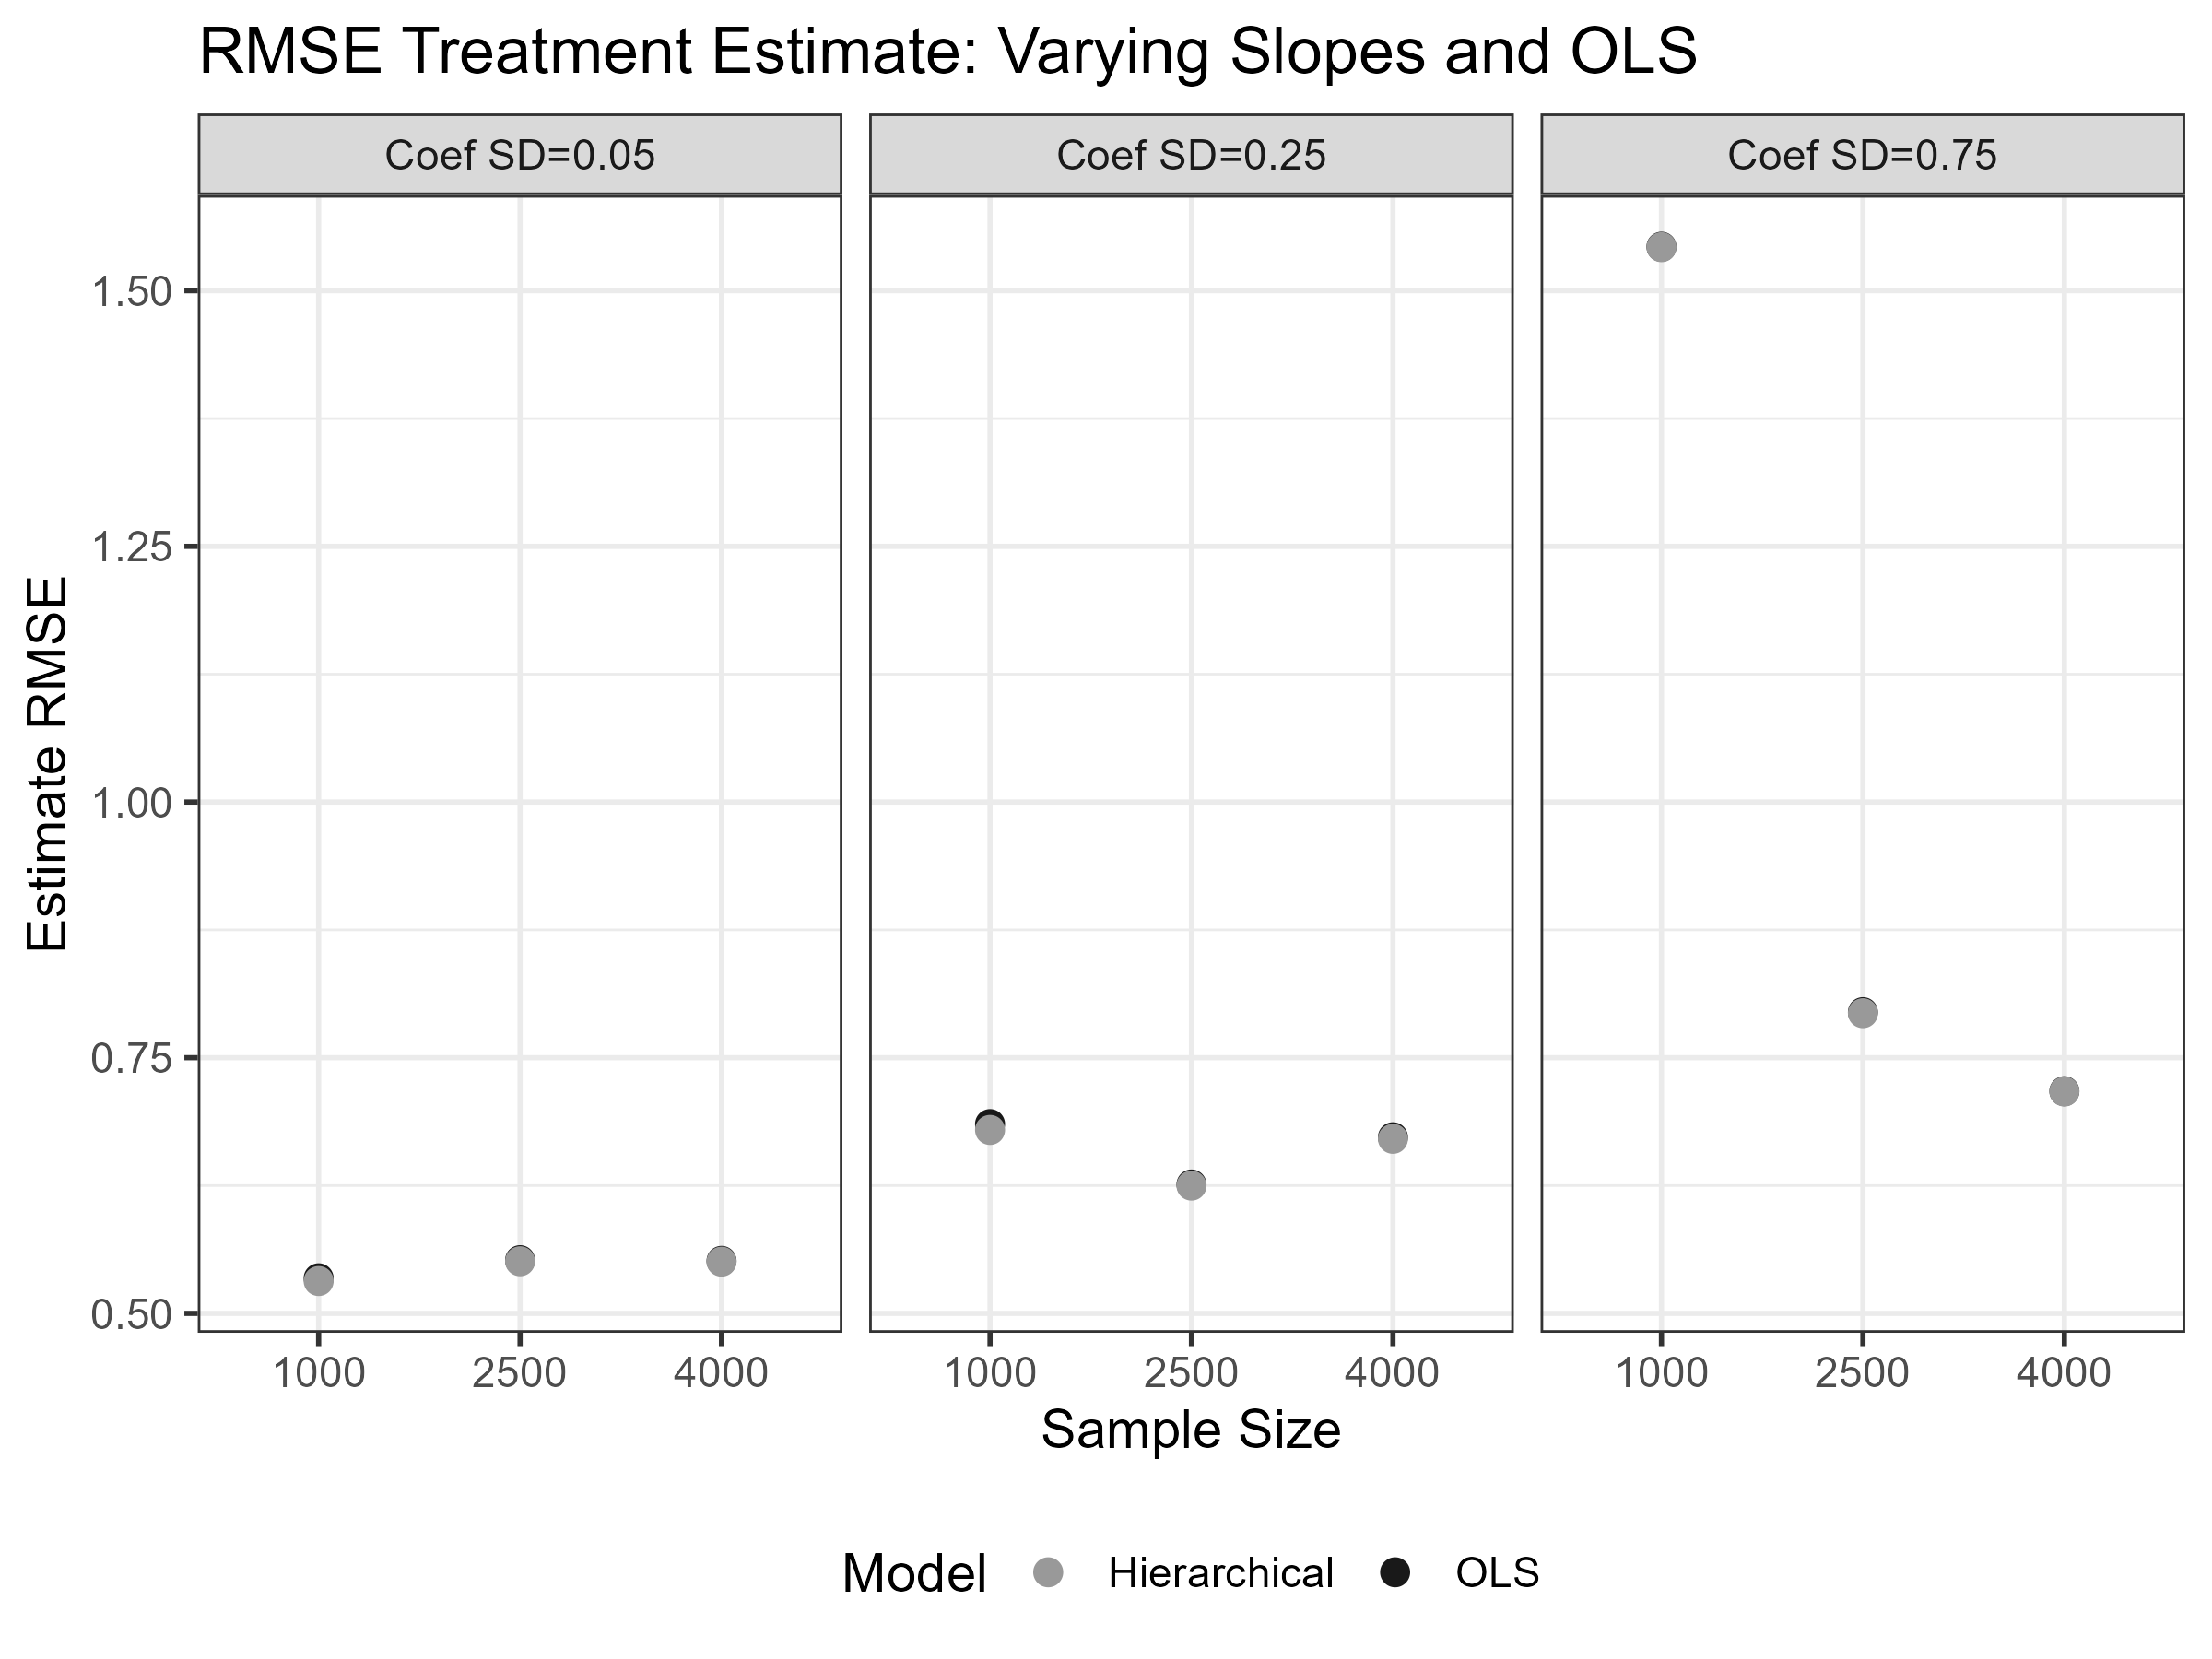 RMSE Treatment Estimate: Varying Slopes and OLS
Coef SD=0.05
Coef SD=0.25
Coef SD=0.75
Estimate RMSE
1.50
1.25
1.00
0.75
0.50
1000 2500 4000
1000 2500 4000
1000 2500 4000
Sample Size
Model Hierarchical OLS